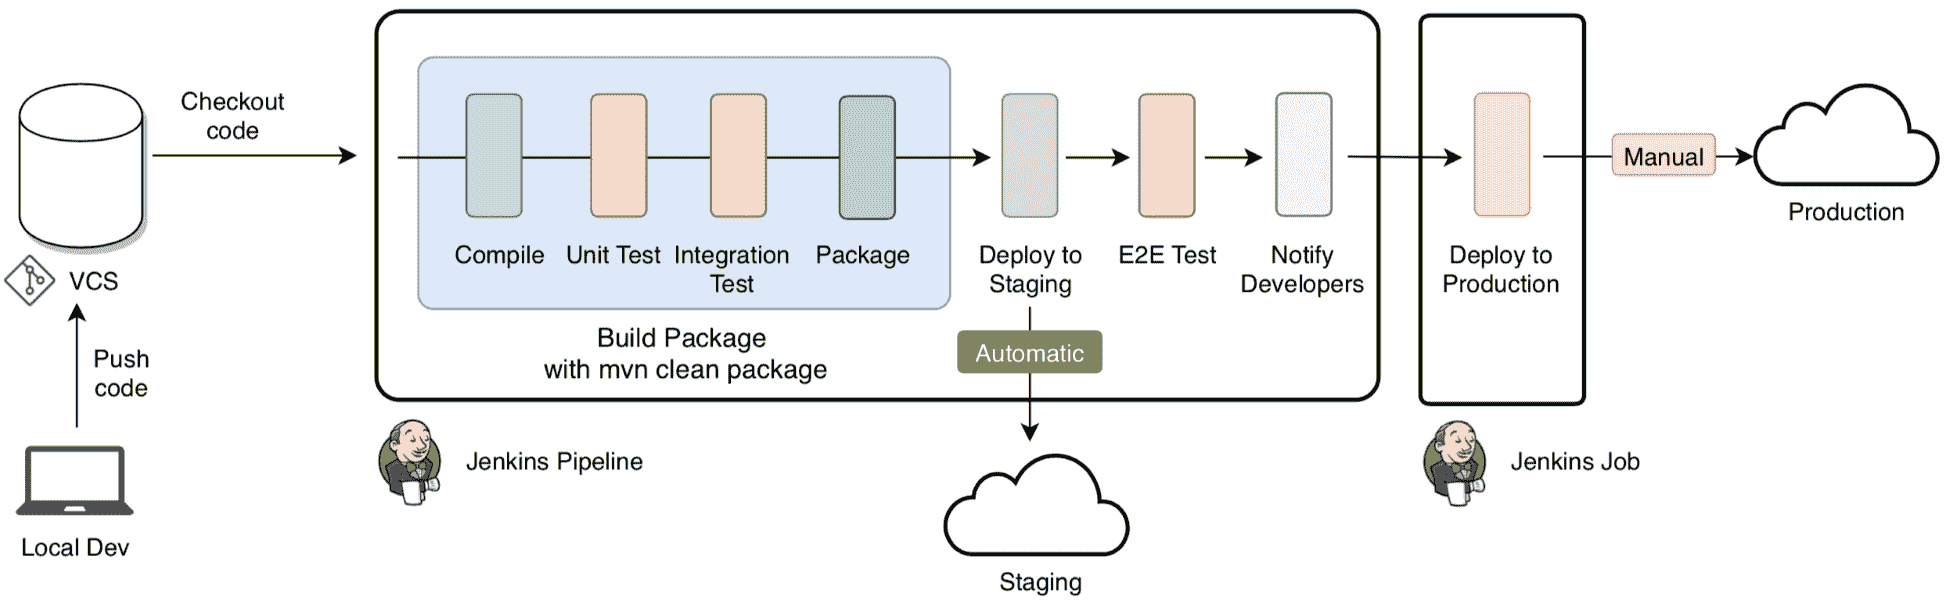 Checkout
code
VCS
Push
code
Local Dev
Compile
Unit Test
Integration
Test
Package
Build Package
with mvn clean package
Deploy to
Staging
E2E Test
Notify
Developers
Automatic
Staging
Jenkins Pipeline
Deploy to
Production
Jenkins Job
Manual
Production